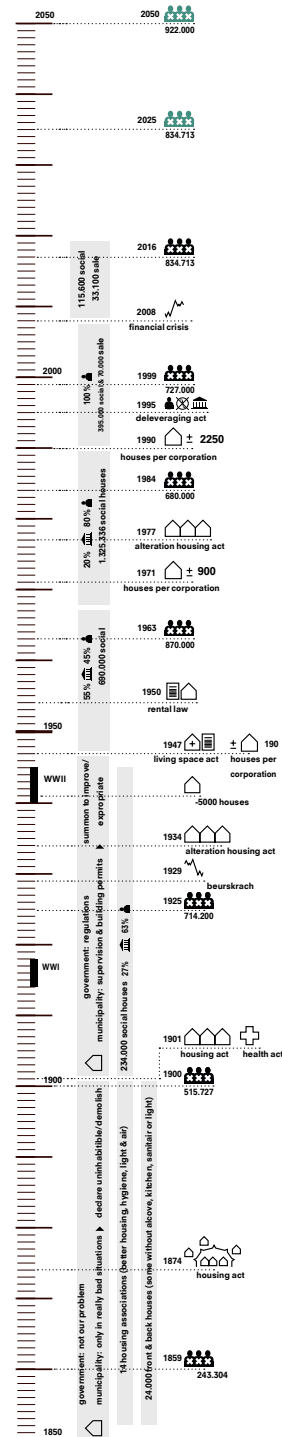 2050
2050
922.000
2025
834.713
2016
834.713
115.600 social
33.100 sale
2008
financial crisis
2000
1999
727.000
100 %
395.000 social & 70.000 sale
1995
deleveraging act
1990
± 2250
houses per corporation
1984
680.000
20 % 80 %
1.325.336 social houses
1977
alteration housing act
1971
± 900
houses per corporation
1963
870.000
55 % 45%
690.000 social
1950
rental law
1950
1947
living space act
± 190
houses per
corporation
WWII
-5000 houses
summon to improve/
expropriate
1934
alteration housing act
1929
beurskrach
1925
714.200
government: regulations
municipality: supervision & building permits
234.000 social houses 27% 63%
WWI
1901
housing act
health act
1900
1900
515.727
government: not our problem
municipality: only in really bad situations declare uninhabitible/demolish
14 housing associations (better housing, hygiene, light & air)
24.000 front & back houses (some without alcove, kitchen, sanitair or light)
1874
housing act
1859
243.304
1850